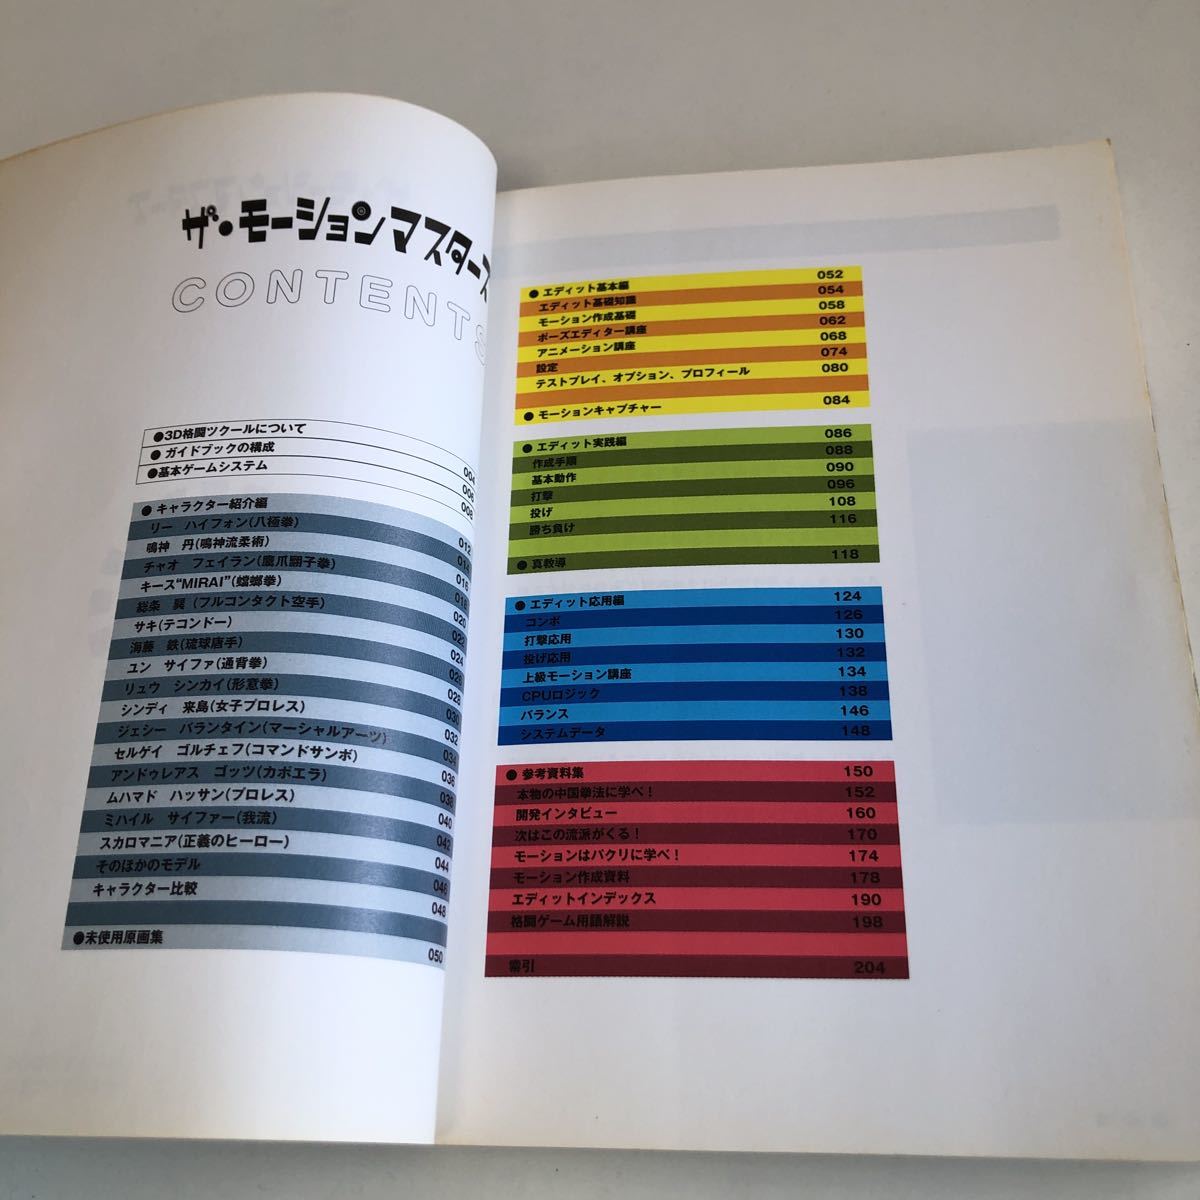 ザ・モーションマスターズ
CONTENTS
●3D格闘ツクールについて 004
●ガイドブックの構成 006
●基本ゲームシステム 008
●キャラクター紹介編 012
リー ハイフォン(八極拳) 014
鳴神 丹(鳴神流柔術) 016
チャオ フェイラン(鷹爪翻子拳) 018
キース“MIRAI”(蟷螂拳) 020
総条 巽(フルコンタクト空手) 022
サキ(テコンドー) 024
海藤 鉄(琉球唐手) 026
ユン サイファ(通背拳) 028
リュウ シンカイ(形意拳) 030
シンディ 来島(女子プロレス) 032
ジェシー バランタイン(マーシャルアーツ) 034
セルゲイ ゴルチェフ(コマンドサンボ) 036
アンドゥレアス ゴッツ(カポエラ) 038
ムハマド ハッサン(プロレス) 040
ミハイル サイファー(我流) 042
スカロマニア(正義のヒーロー) 044
そのほかのモデル 046
キャラクター比較 048
●未使用原画集 050
●エディット基本編 052
エディット基礎知識 054
モーション作成基礎 058
ポーズエディター講座 062
アニメーション講座 068
設定 074
テストプレイ、オプション、プロフィール 080
●モーションキャプチャー 084
●エディット実践編 086
作成手順 088
基本動作 090
打撃 096
投げ 108
勝ち負け 116
●真教導 118
●エディット応用編 124
コンボ 126
打撃応用 130
投げ応用 132
上級モーション講座 134
CPUロジック 138
バランス 146
システムデータ 148
●参考資料集 150
本物の中国拳法に学べ！ 152
開発インタビュー 160
次はこの流派がくる！ 170
モーションはパクリに学べ！ 174
モーション作成資料 178
エディットインデックス 190
格闘ゲーム用語解説 198
索引 204